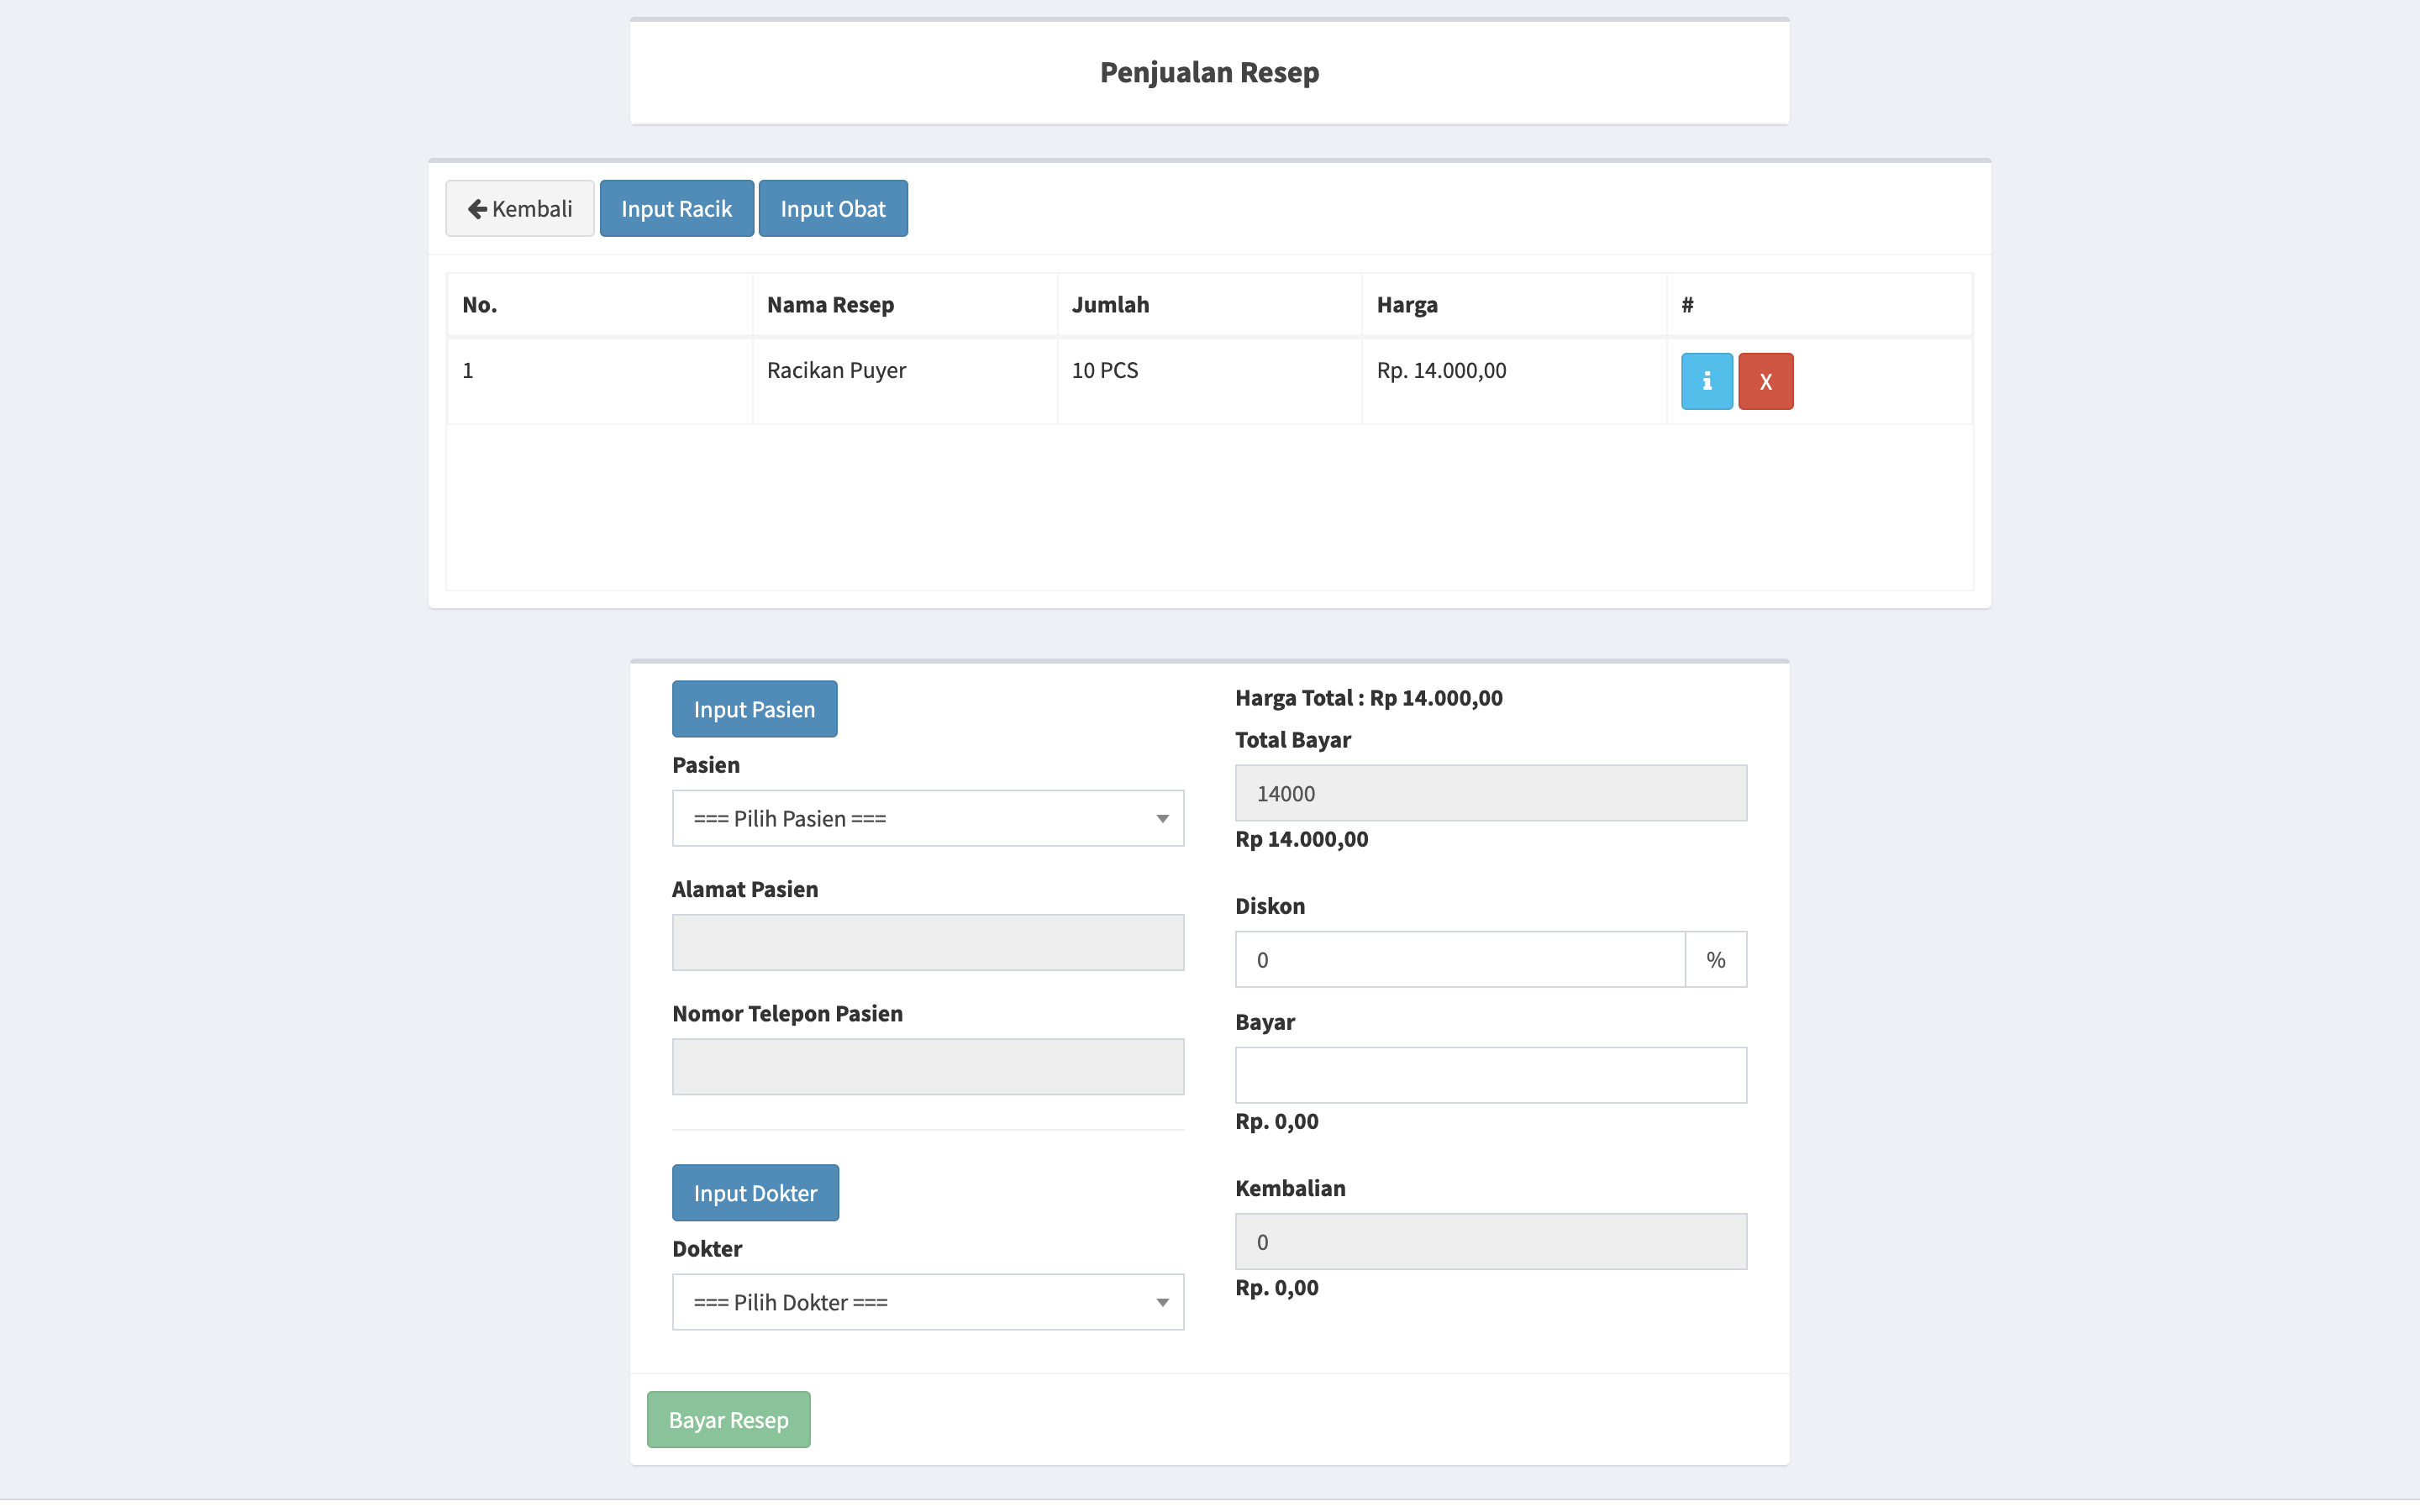 Penjualan Resep
Kembali Input Racik Input Obat
No. Nama Resep Jumlah Harga #
1 Racikan Puyer 10 PCS Rp. 14.000,00 i X
Input Pasien
Pasien
=== Pilih Pasien ===
Alamat Pasien
Nomor Telepon Pasien
Input Dokter
Dokter
=== Pilih Dokter ===
Harga Total : Rp 14.000,00
Total Bayar
14000
Rp 14.000,00
Diskon
0 %
Bayar
Rp. 0,00
Kembalian
0
Rp. 0,00
Bayar Resep